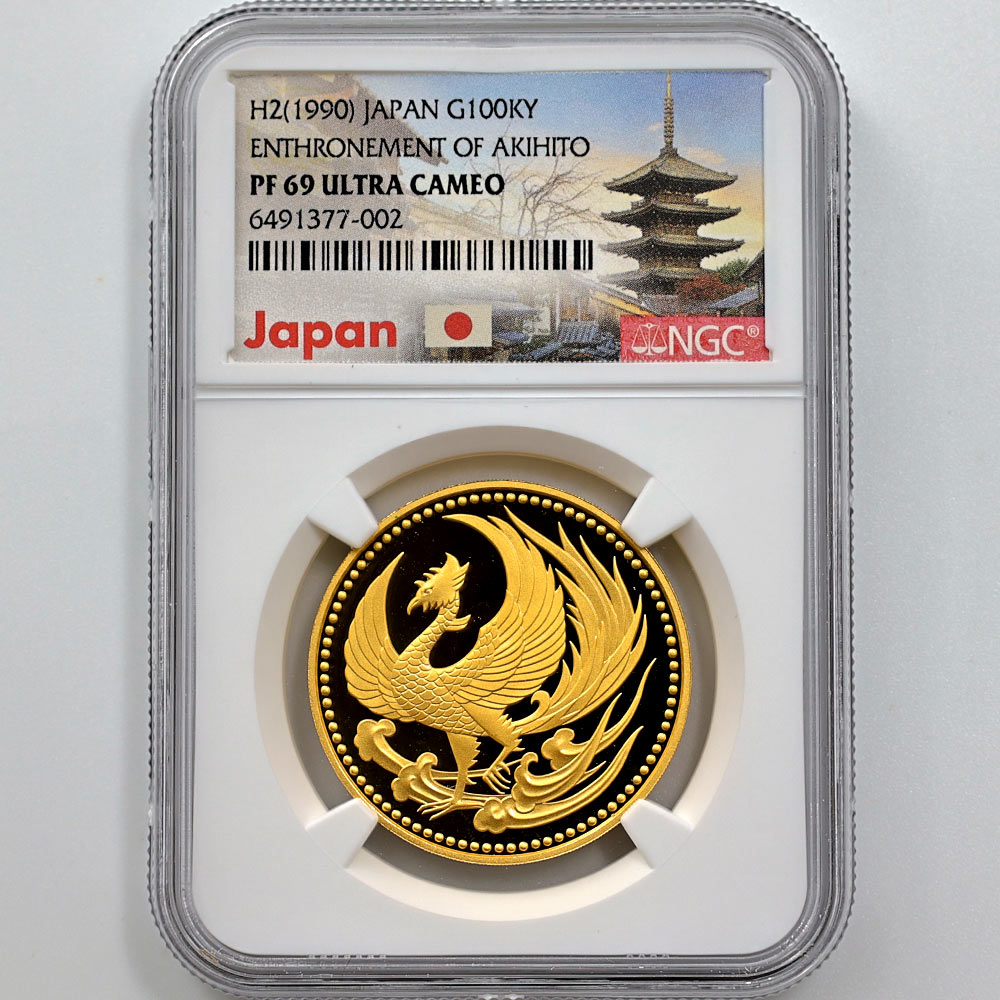 H2(1990) JAPAN G100KY
ENTHRONEMENT OF AKIHITO
PF 69 ULTRA CAMEO
6491377-002
Japan
NGC®